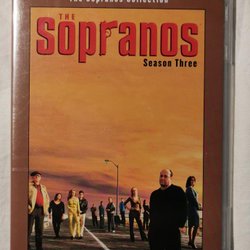 The Sopranos Collection
THE
SopRaNos
Season Three